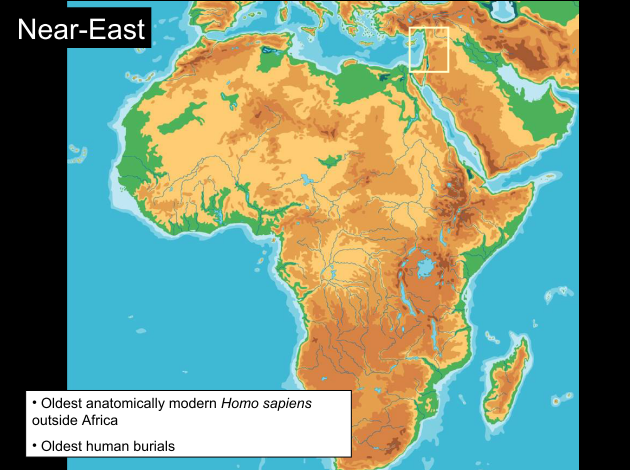 Near-East
• Oldest anatomically modern Homo sapiens
outside Africa
• Oldest human burials